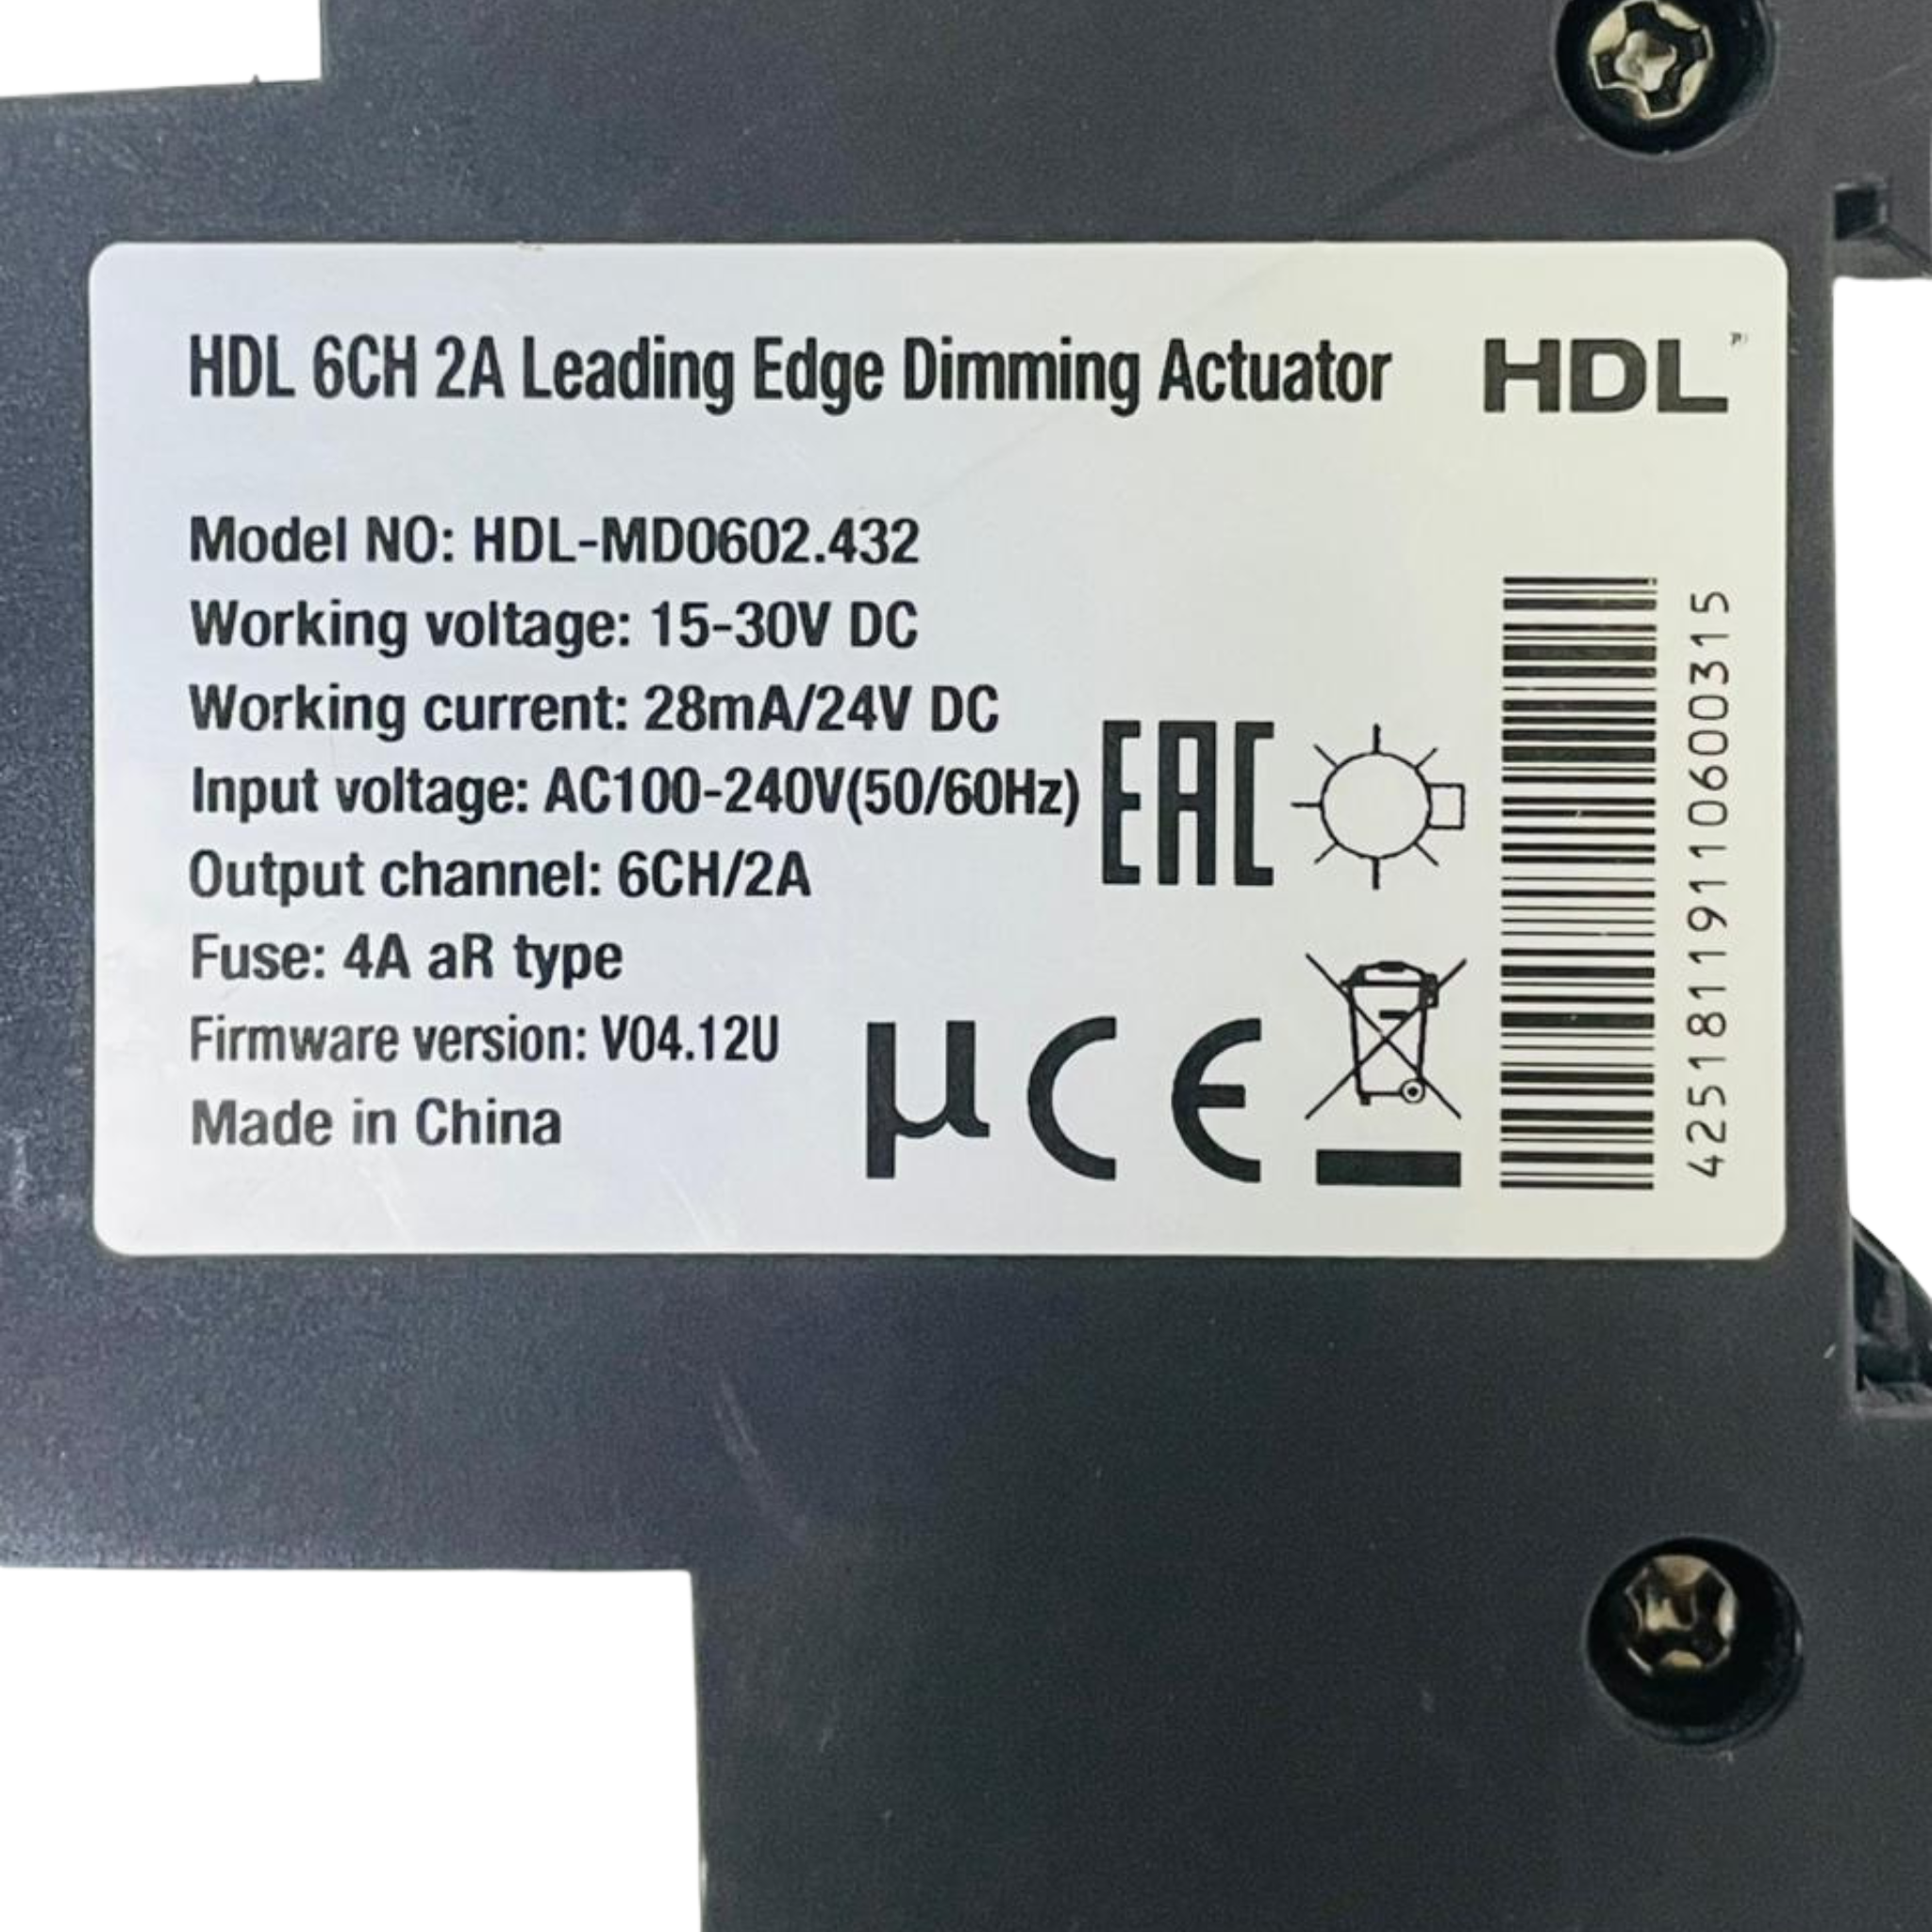 HDL 6CH 2A Leading Edge Dimming Actuator HDL
Model NO: HDL-MD0602.432
Working voltage: 15-30V DC
Working current: 28mA/24V DC
Input voltage: AC100-240V(50/60Hz)
Output channel: 6CH/2A
Fuse: 4A aR type
Firmware version: V04.12U
Made in China
EAC
μ CE
42518119110600315